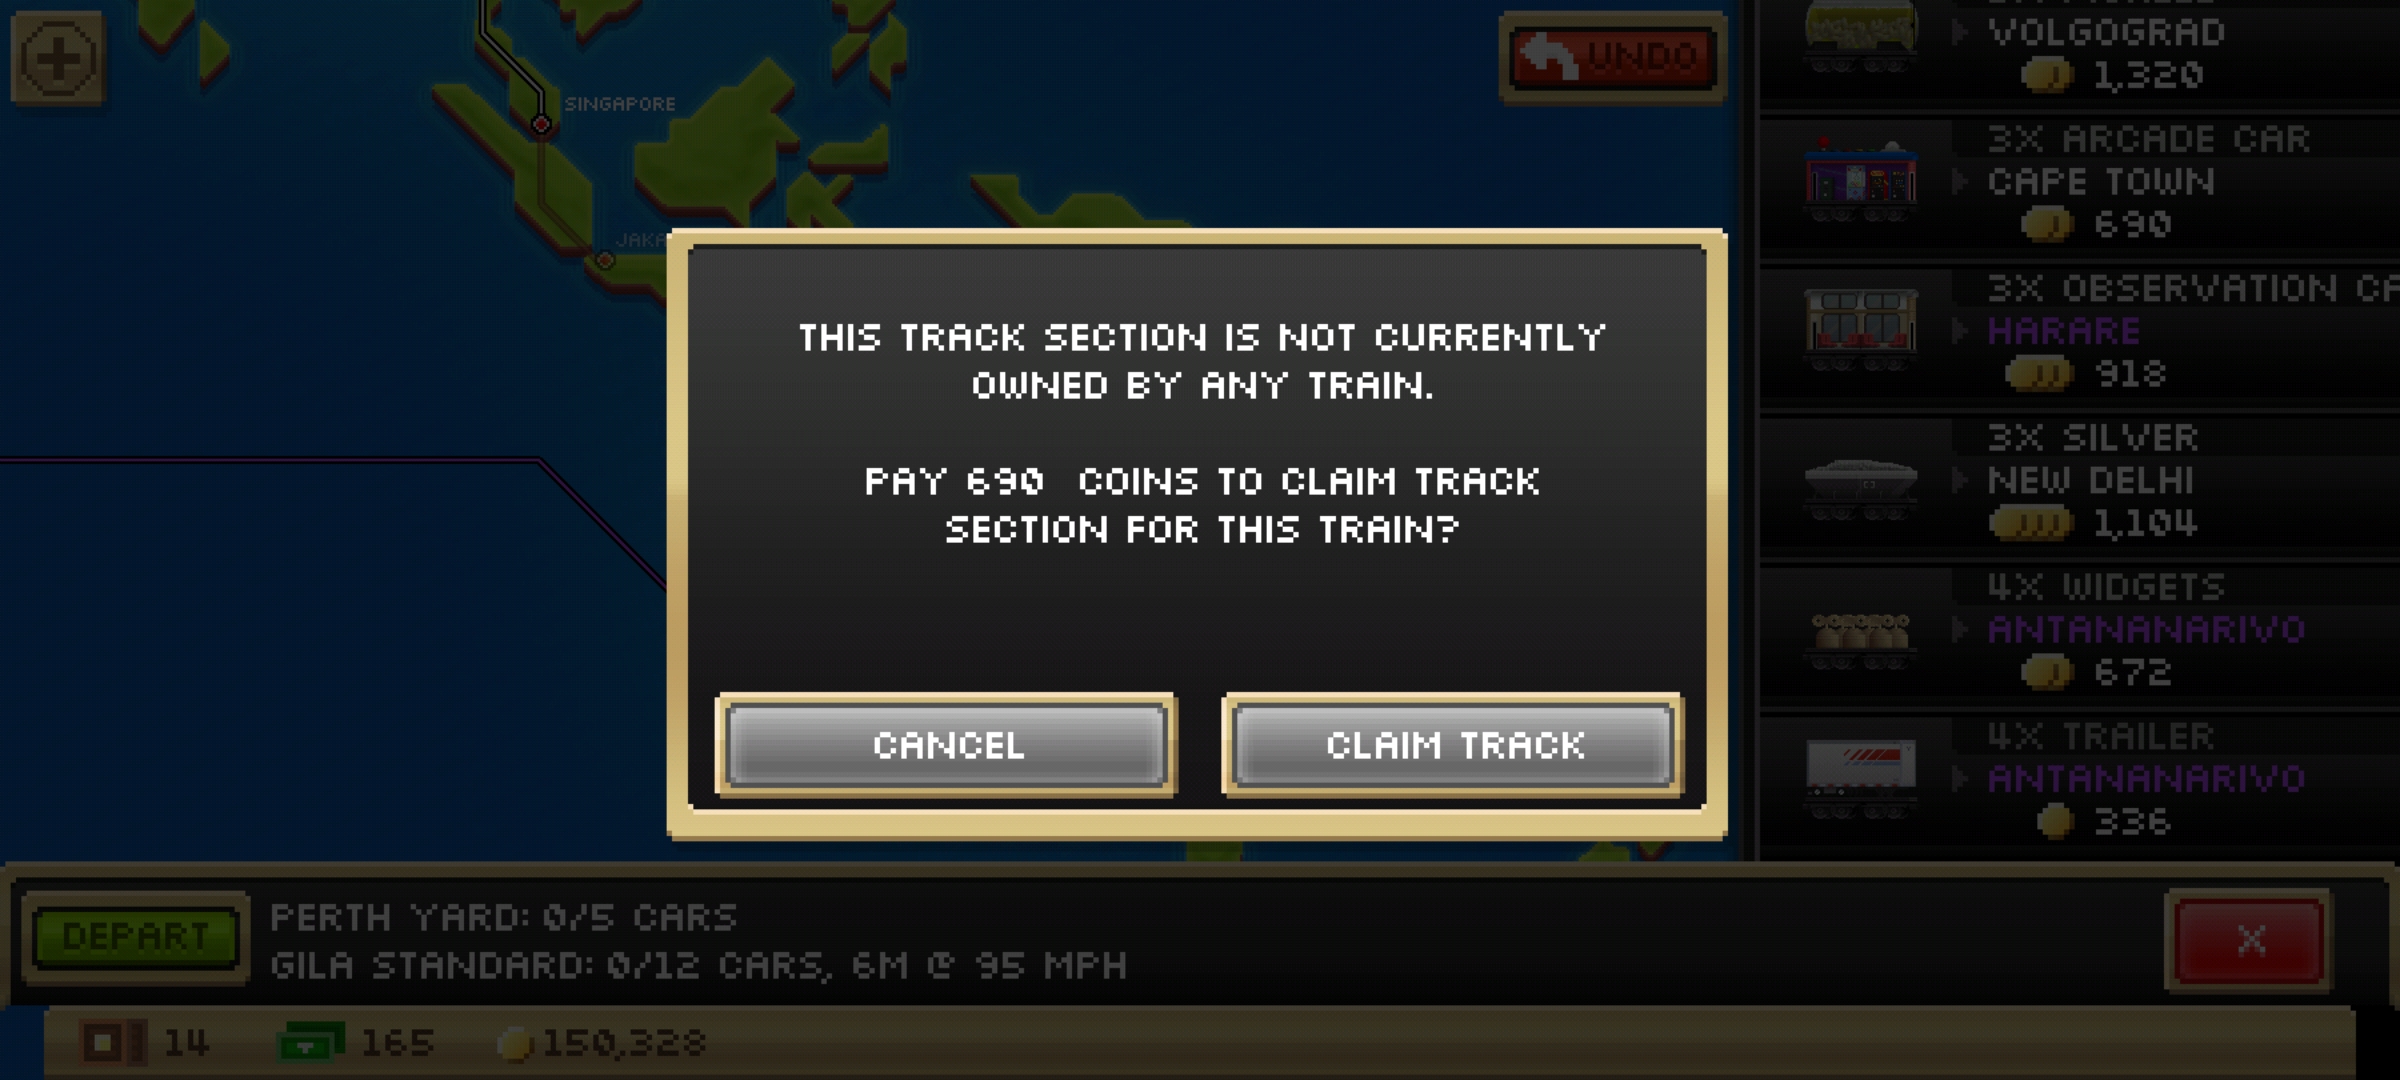 UNDO
SINGAPORE
VOLGOGRAD
1,320
3X ARCADE CAR
CAPE TOWN
690
3X OBSERVATION
HARARE
918
3X SILVER
NEW DELHI
1,104
4X WIDGETS
ANTANANARIVO
672
4X TRAILER
ANTANANARIVO
336
THIS TRACK SECTION IS NOT CURRENTLY
OWNED BY ANY TRAIN.
PAY 690 COINS TO CLAIM TRACK
SECTION FOR THIS TRAIN?
CANCEL
CLAIM TRACK
DEPART
PERTH YARD: 0/5 CARS
GILA STANDARD: 0/12 CARS, 6M @ 95 MPH
X
14
165
150,328